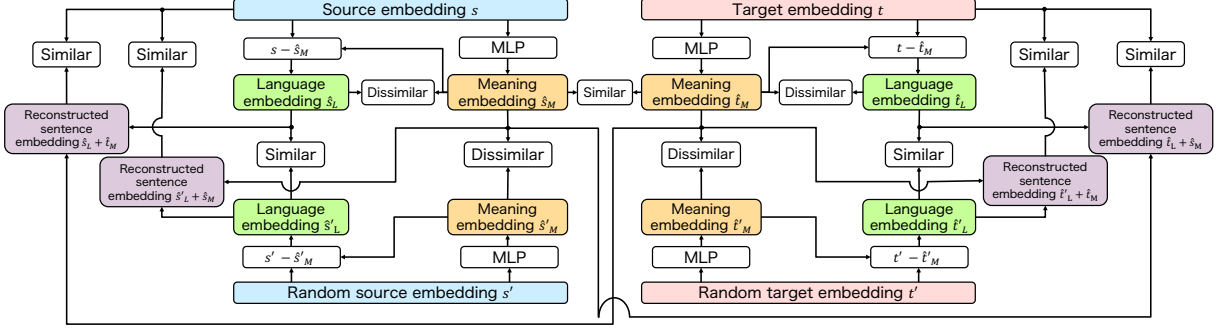 Source embedding s
Target embedding t
Similar
Similar
s − ŝ_M
MLP
MLP
t − t̂_M
Similar
Similar
Language
embedding ŝ_L
Dissimilar
Meaning
embedding ŝ_M
Similar
Meaning
embedding t̂_M
Dissimilar
Language
embedding t̂_L
Reconstructed
sentence
embedding ŝ_L + t̂_M
Reconstructed
sentence
embedding t̂_L + ŝ_M
Similar
Dissimilar
Dissimilar
Similar
Reconstructed
sentence
embedding ŝ'_L + ŝ_M
Reconstructed
sentence
embedding t̂'_L + t̂_M
Language
embedding ŝ'_L
Meaning
embedding ŝ'_M
Meaning
embedding t̂'_M
Language
embedding t̂'_L
s' − ŝ'_M
MLP
MLP
t' − t̂'_M
Random source embedding s'
Random target embedding t'